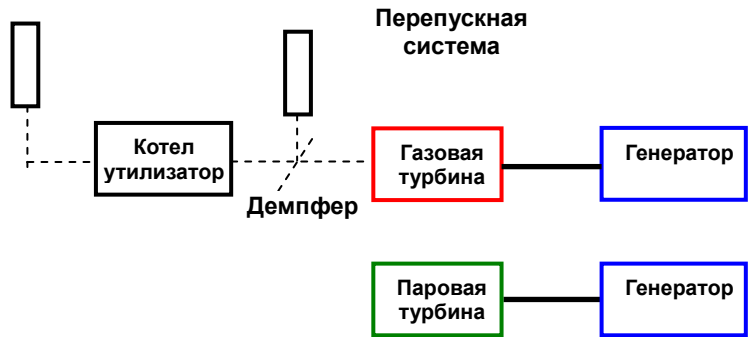 Перепускная
система
Котел
утилизатор
Газовая
турбина
Генератор
Демпфер
Паровая
турбина
Генератор